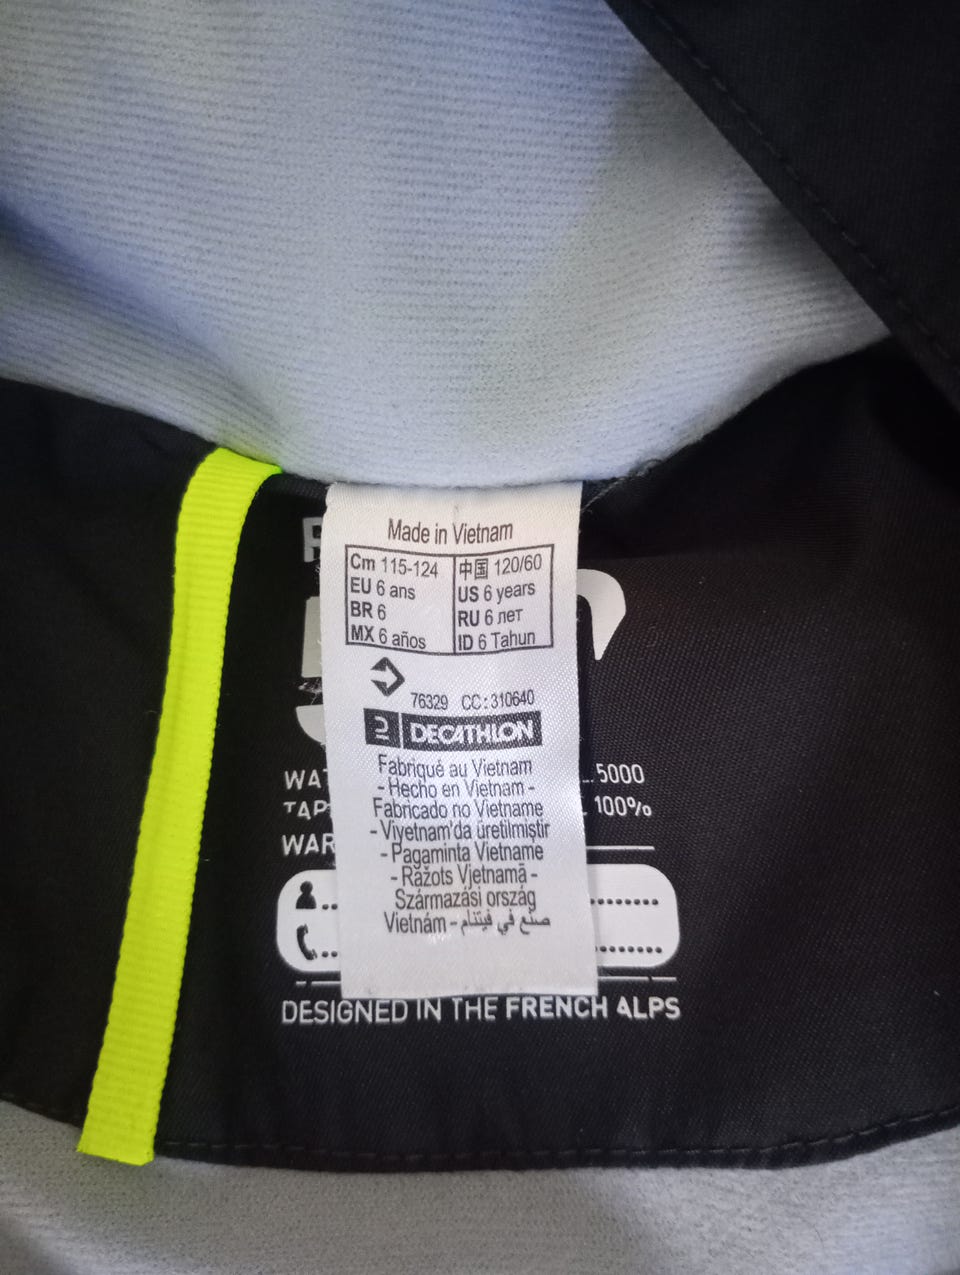 Made in Vietnam
Cm 115-124 中国 120/60
EU 6 ans US 6 years
BR 6 RU 6 лет
MX 6 años ID 6 Tahun
76329 CC:310640
DECATHLON
Fabriqué au Vietnam
- Hecho en Vietnam -
Fabricado no Vietname
- Viyetnam'da üretilmiştir
- Pagaminta Vietname
- Ražots Vjetnamā -
Származási ország
Vietnám - صنع في فيتنام
5000
100%
DESIGNED IN THE FRENCH ALPS